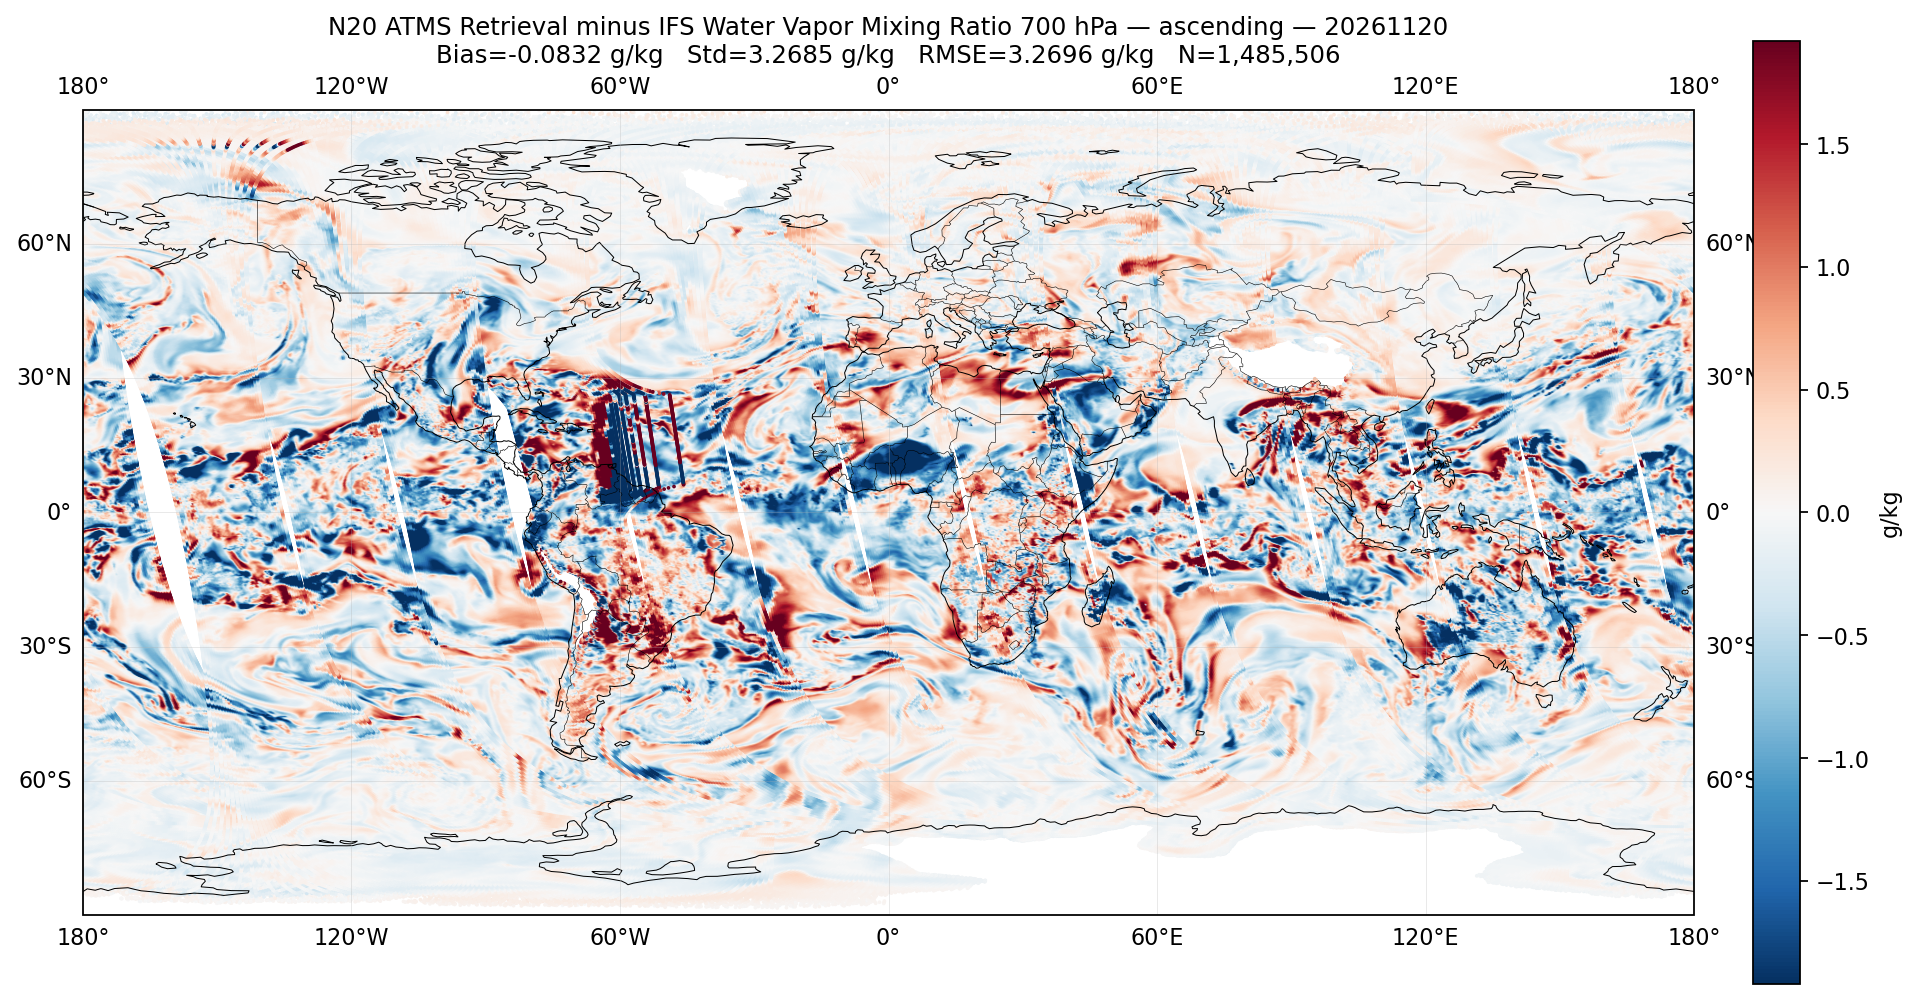 N20 ATMS Retrieval minus IFS Water Vapor Mixing Ratio 700 hPa — ascending — 20261120
Bias=-0.0832 g/kg   Std=3.2685 g/kg   RMSE=3.2696 g/kg   N=1,485,506
180° 120°W 60°W 0° 60°E 120°E 180°
60°N 60°N
30°N 30°N
0° 0°
30°S 30°S
60°S 60°S
180° 120°W 60°W 0° 60°E 120°E 180°
1.5
1.0
0.5
0.0
−0.5
−1.0
−1.5
g/kg